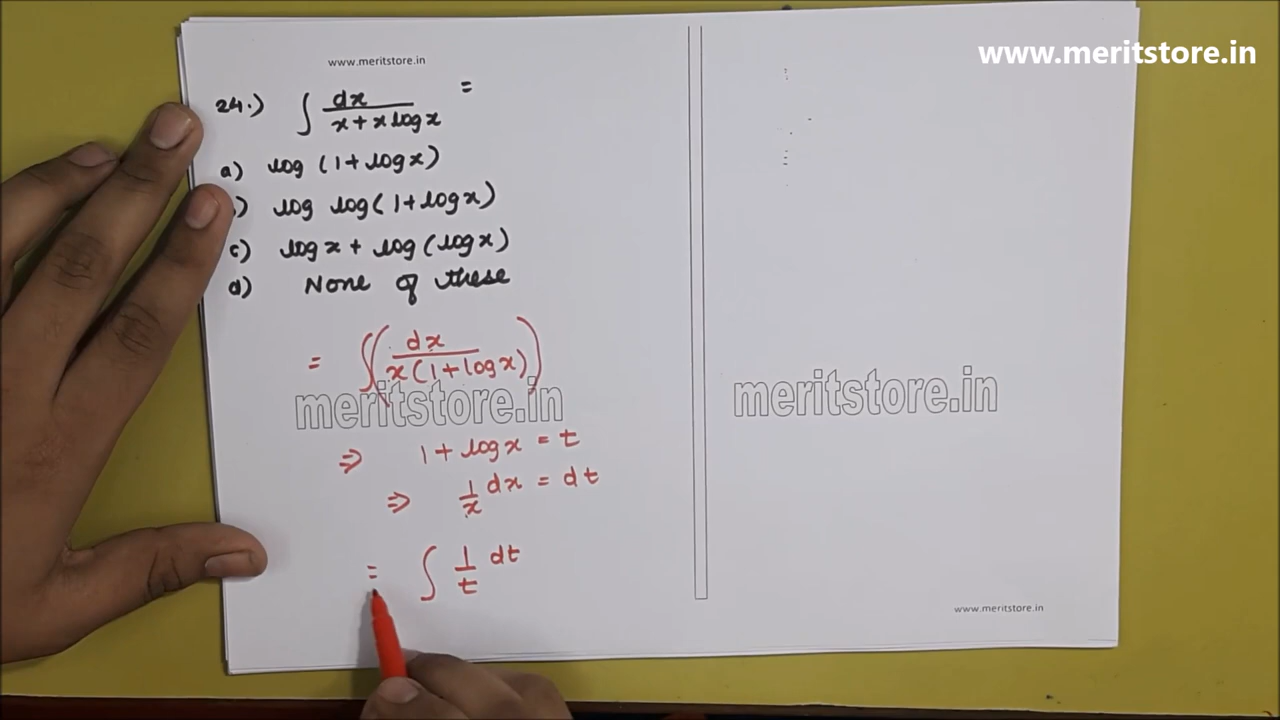 www.meritstore.in
www.meritstore.in
24.) ∫ dx / (x + x log x) =
a) log (1 + log x)
) log log (1 + log x)
c) log x + log (log x)
d) None of these
= ∫ ( dx / x(1 + log x) )
meritstore.in meritstore.in
⇒ 1 + log x = t
⇒ 1/x dx = dt
= ∫ 1/t dt
www.meritstore.in